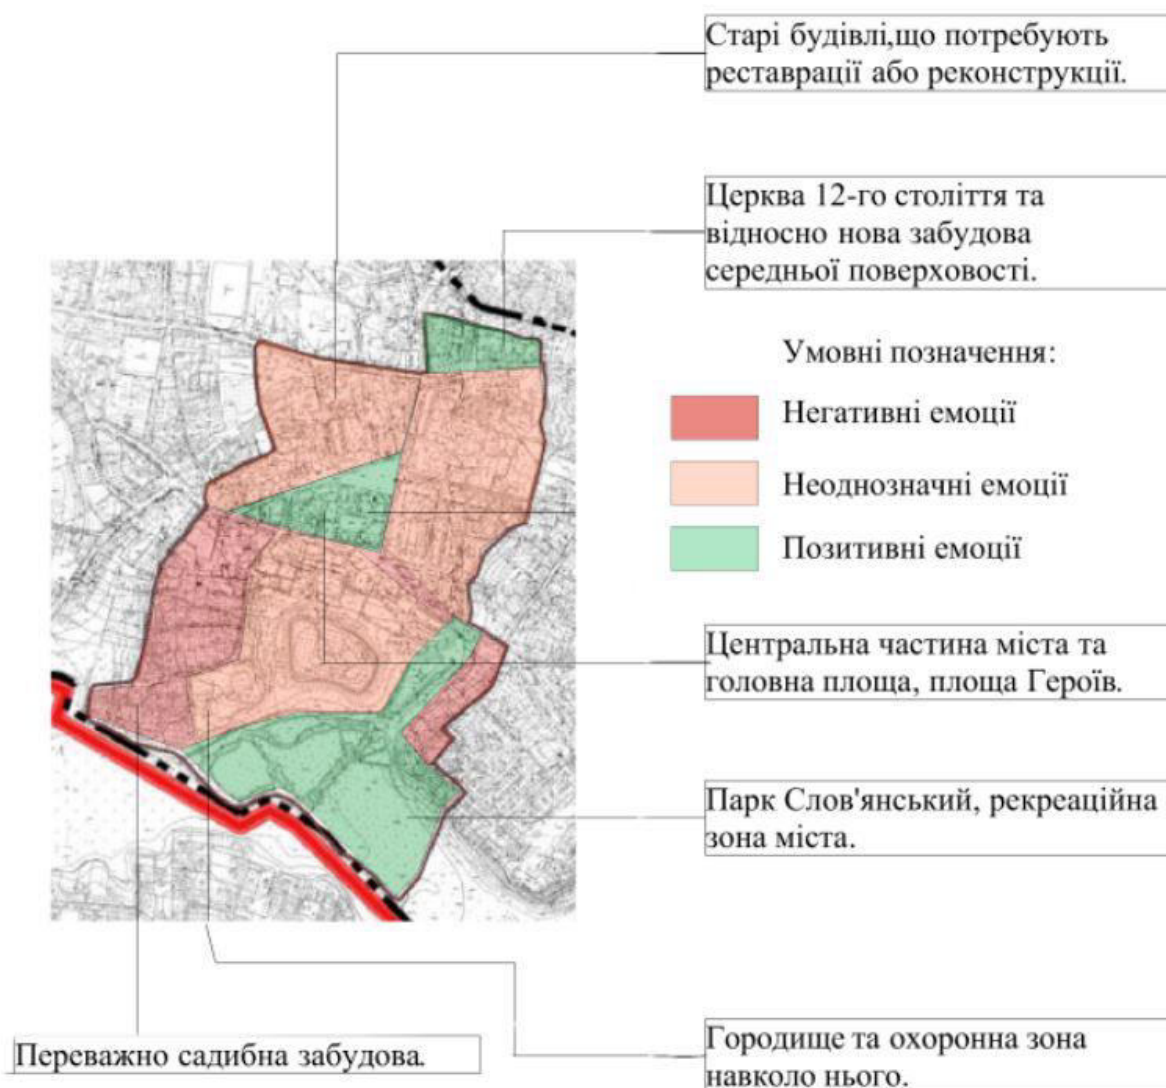 Старі будівлі,що потребують
реставрації або реконструкції.
Церква 12-го століття та
відносно нова забудова
середньої поверховості.
Умовні позначення:
Негативні емоції
Неоднозначні емоції
Позитивні емоції
Центральна частина міста та
головна площа, площа Героїв.
Парк Слов'янський, рекреаційна
зона міста.
Городище та охоронна зона
навколо нього.
Переважно садибна забудова.